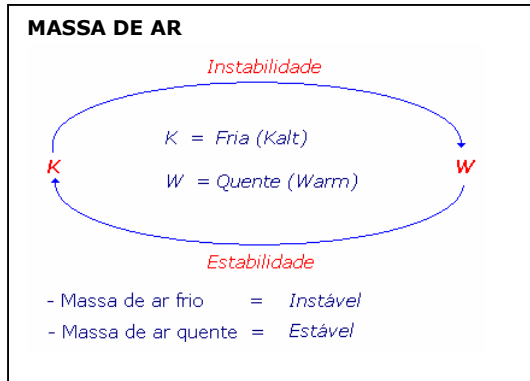 MASSA DE AR
Instabilidade
K = Fria (Kalt)
K W
W = Quente (Warm)
Estabilidade
- Massa de ar frio = Instável
- Massa de ar quente = Estável